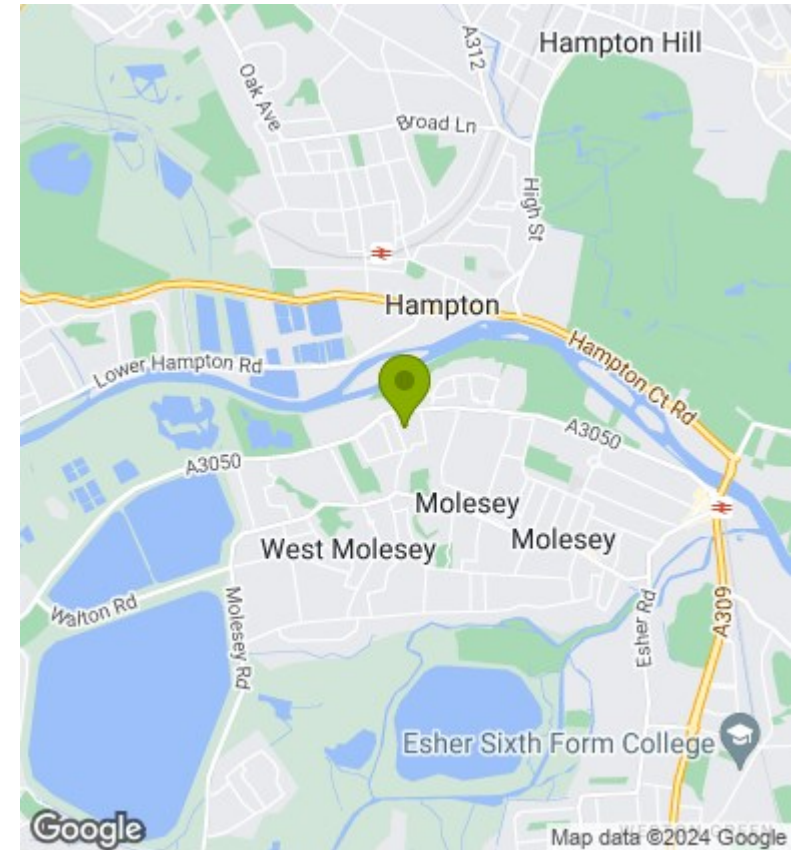 Hampton Hill
A312
Oak Ave
Broad Ln
High St
Hampton
Lower Hampton Rd
Hampton Ct Rd
A3050
A3050
Molesey
Molesey
West Molesey
Walton Rd
Molesey Rd
Esher Rd
A309
Esher Sixth Form College
WESTON GREEN
Google
Map data ©2024 Google